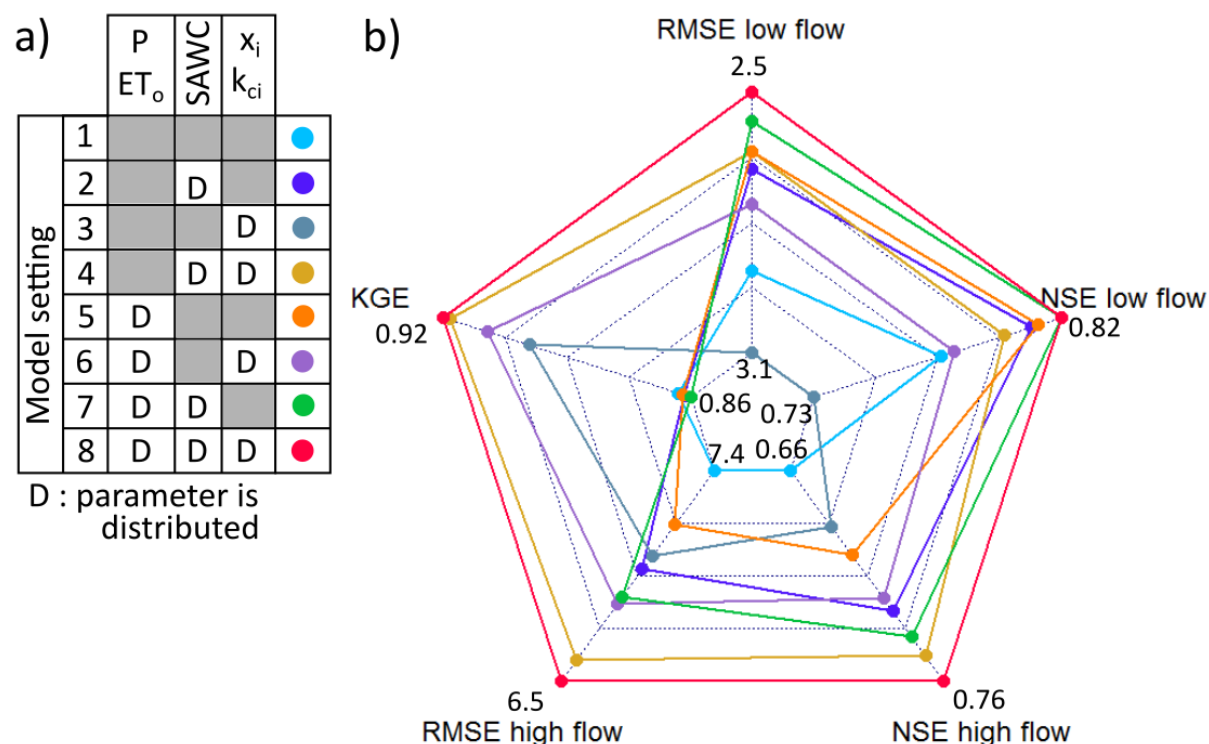 a)
P
ET₀
SAWC
xᵢ
k_ci
Model setting
1
2 D
3 D
4 D D
5 D
6 D D
7 D D
8 D D D
D : parameter is
distributed
b)
RMSE low flow
2.5
KGE
0.92
NSE low flow
0.82
3.1
0.86
0.73
7.4
0.66
6.5
RMSE high flow
0.76
NSE high flow